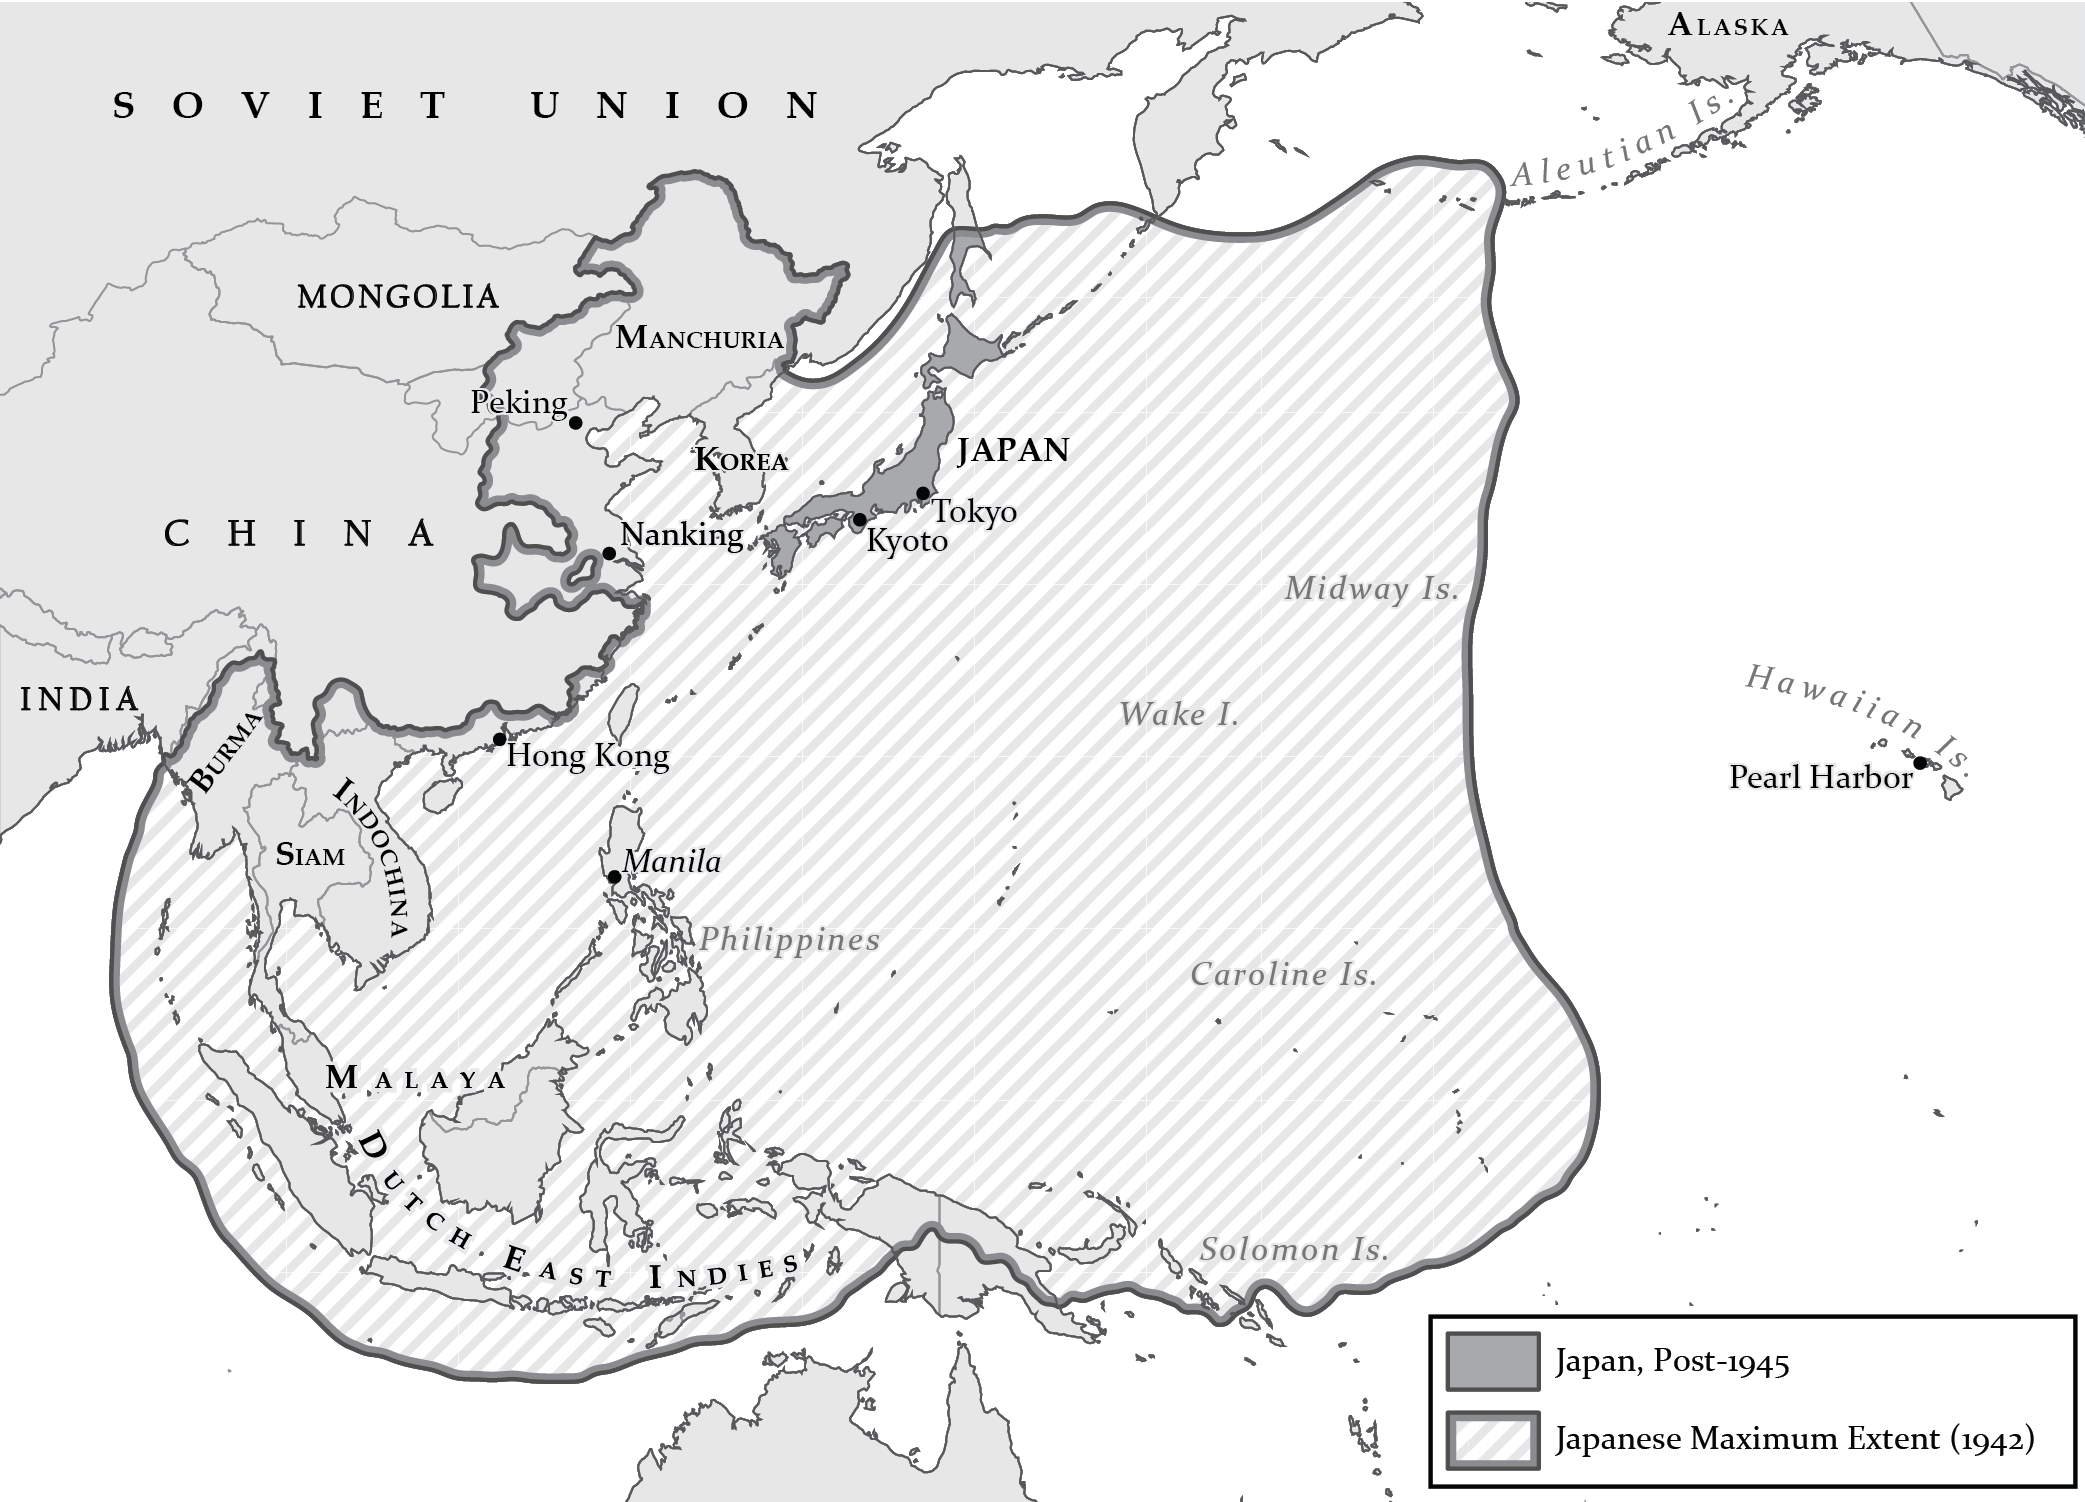 ALASKA
SOVIET UNION
Aleutian Is.
MONGOLIA
MANCHURIA
Peking
KOREA
JAPAN
Tokyo
CHINA
Nanking
Kyoto
Midway Is.
INDIA
Hawaiian Is.
Wake I.
BURMA
Hong Kong
Pearl Harbor
INDOCHINA
SIAM
Manila
Philippines
Caroline Is.
MALAYA
DUTCH EAST INDIES
Solomon Is.
Japan, Post-1945
Japanese Maximum Extent (1942)